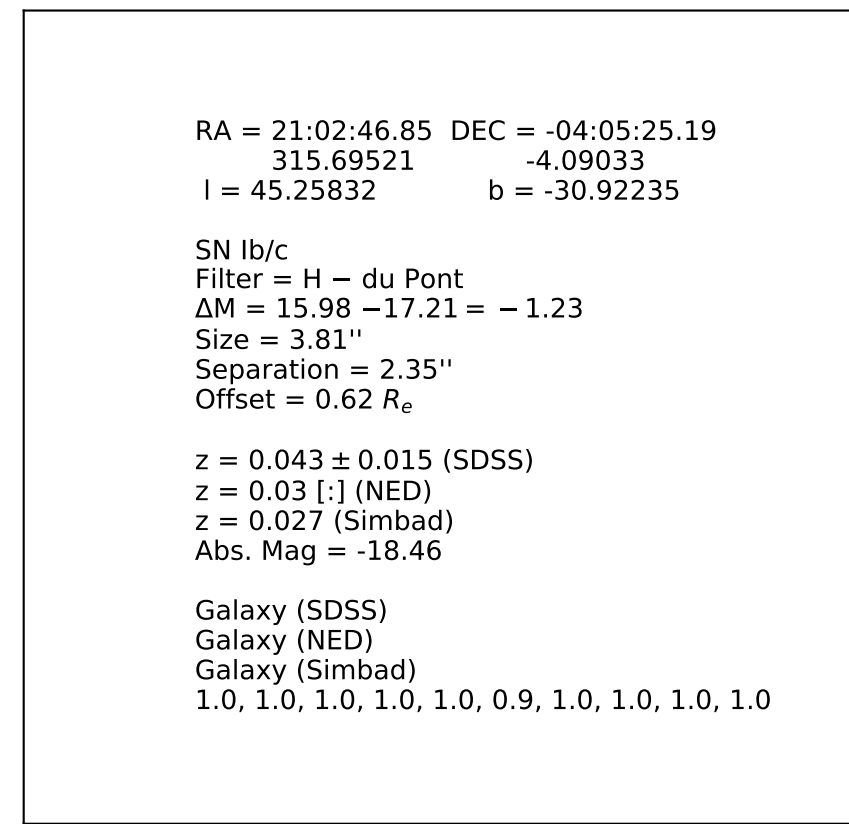 RA = 21:02:46.85 DEC = -04:05:25.19
315.69521 -4.09033
l = 45.25832 b = -30.92235
SN Ib/c
Filter = H − du Pont
ΔM = 15.98 −17.21 = − 1.23
Size = 3.81''
Separation = 2.35''
Offset = 0.62 Re
z = 0.043 ± 0.015 (SDSS)
z = 0.03 [:] (NED)
z = 0.027 (Simbad)
Abs. Mag = -18.46
Galaxy (SDSS)
Galaxy (NED)
Galaxy (Simbad)
1.0, 1.0, 1.0, 1.0, 1.0, 0.9, 1.0, 1.0, 1.0, 1.0